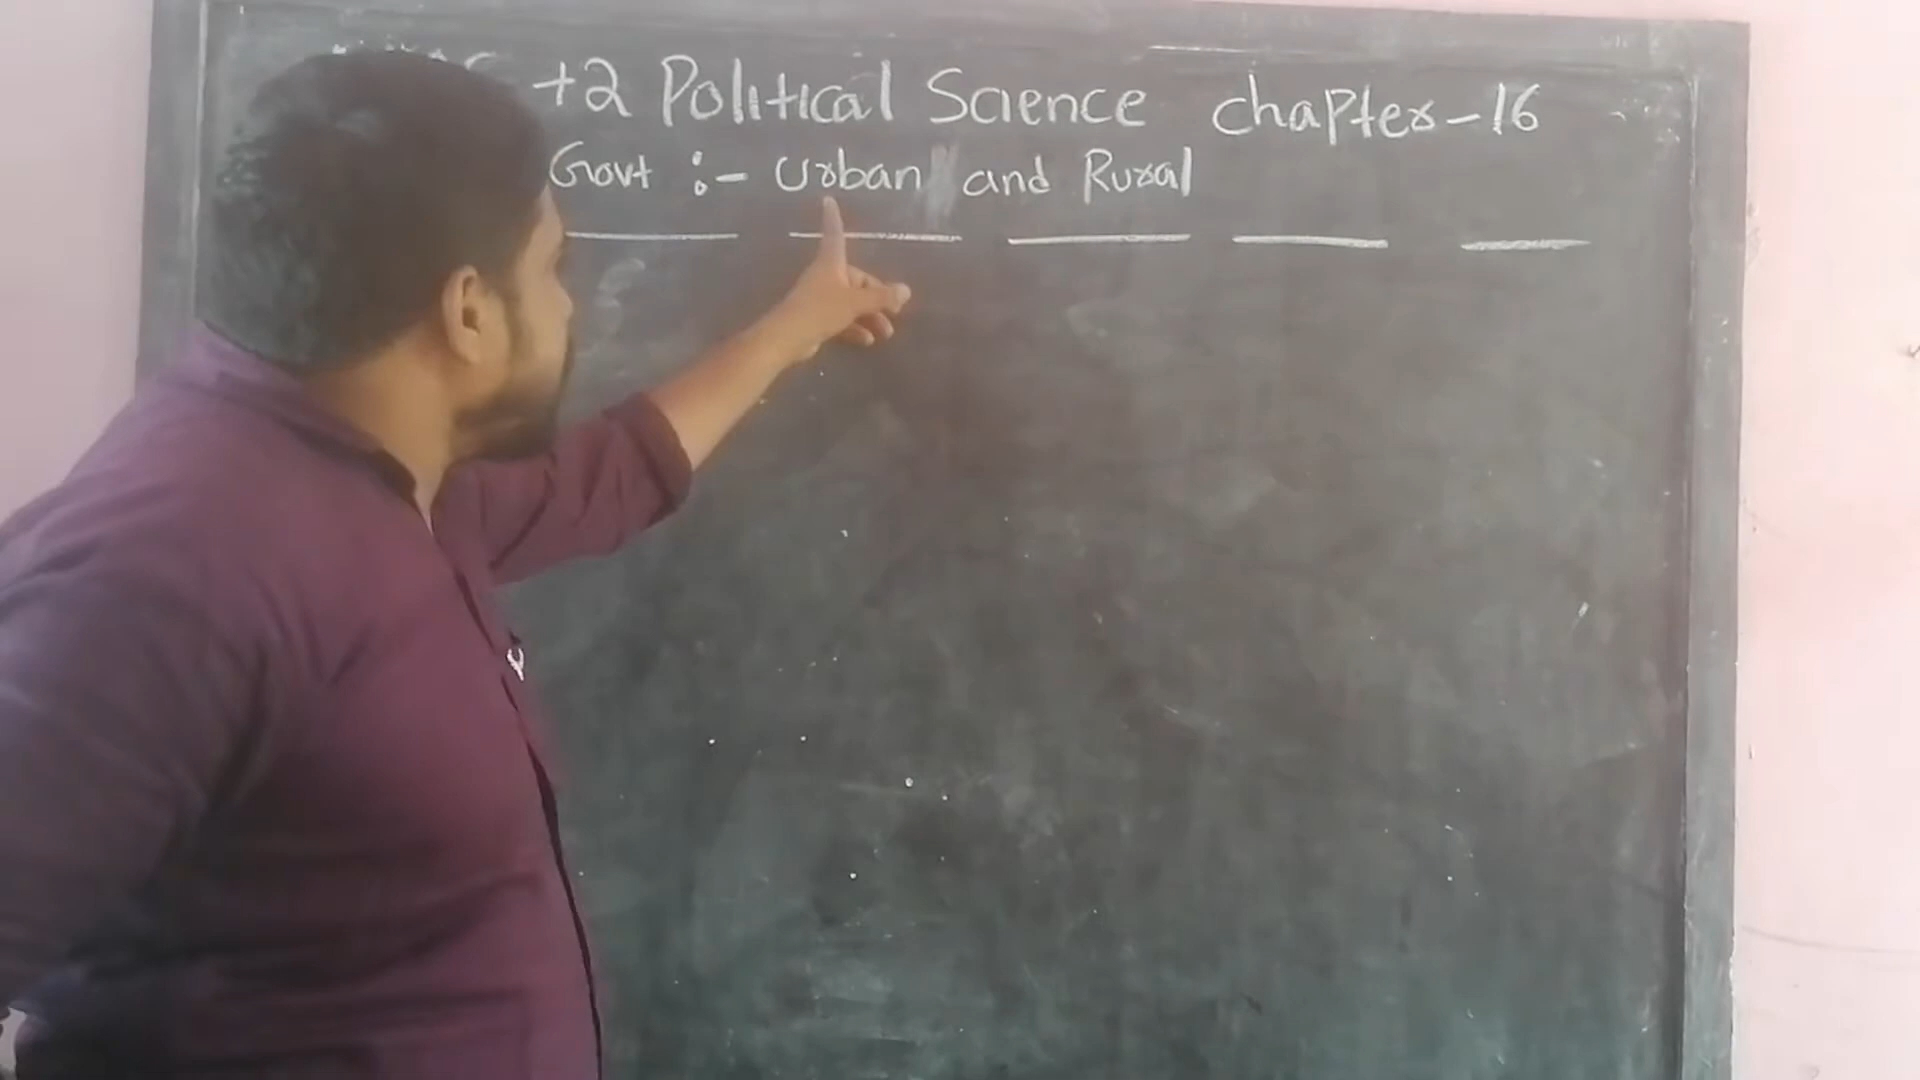 +2 Political Science chapter-16
Govt :- Urban and Rural